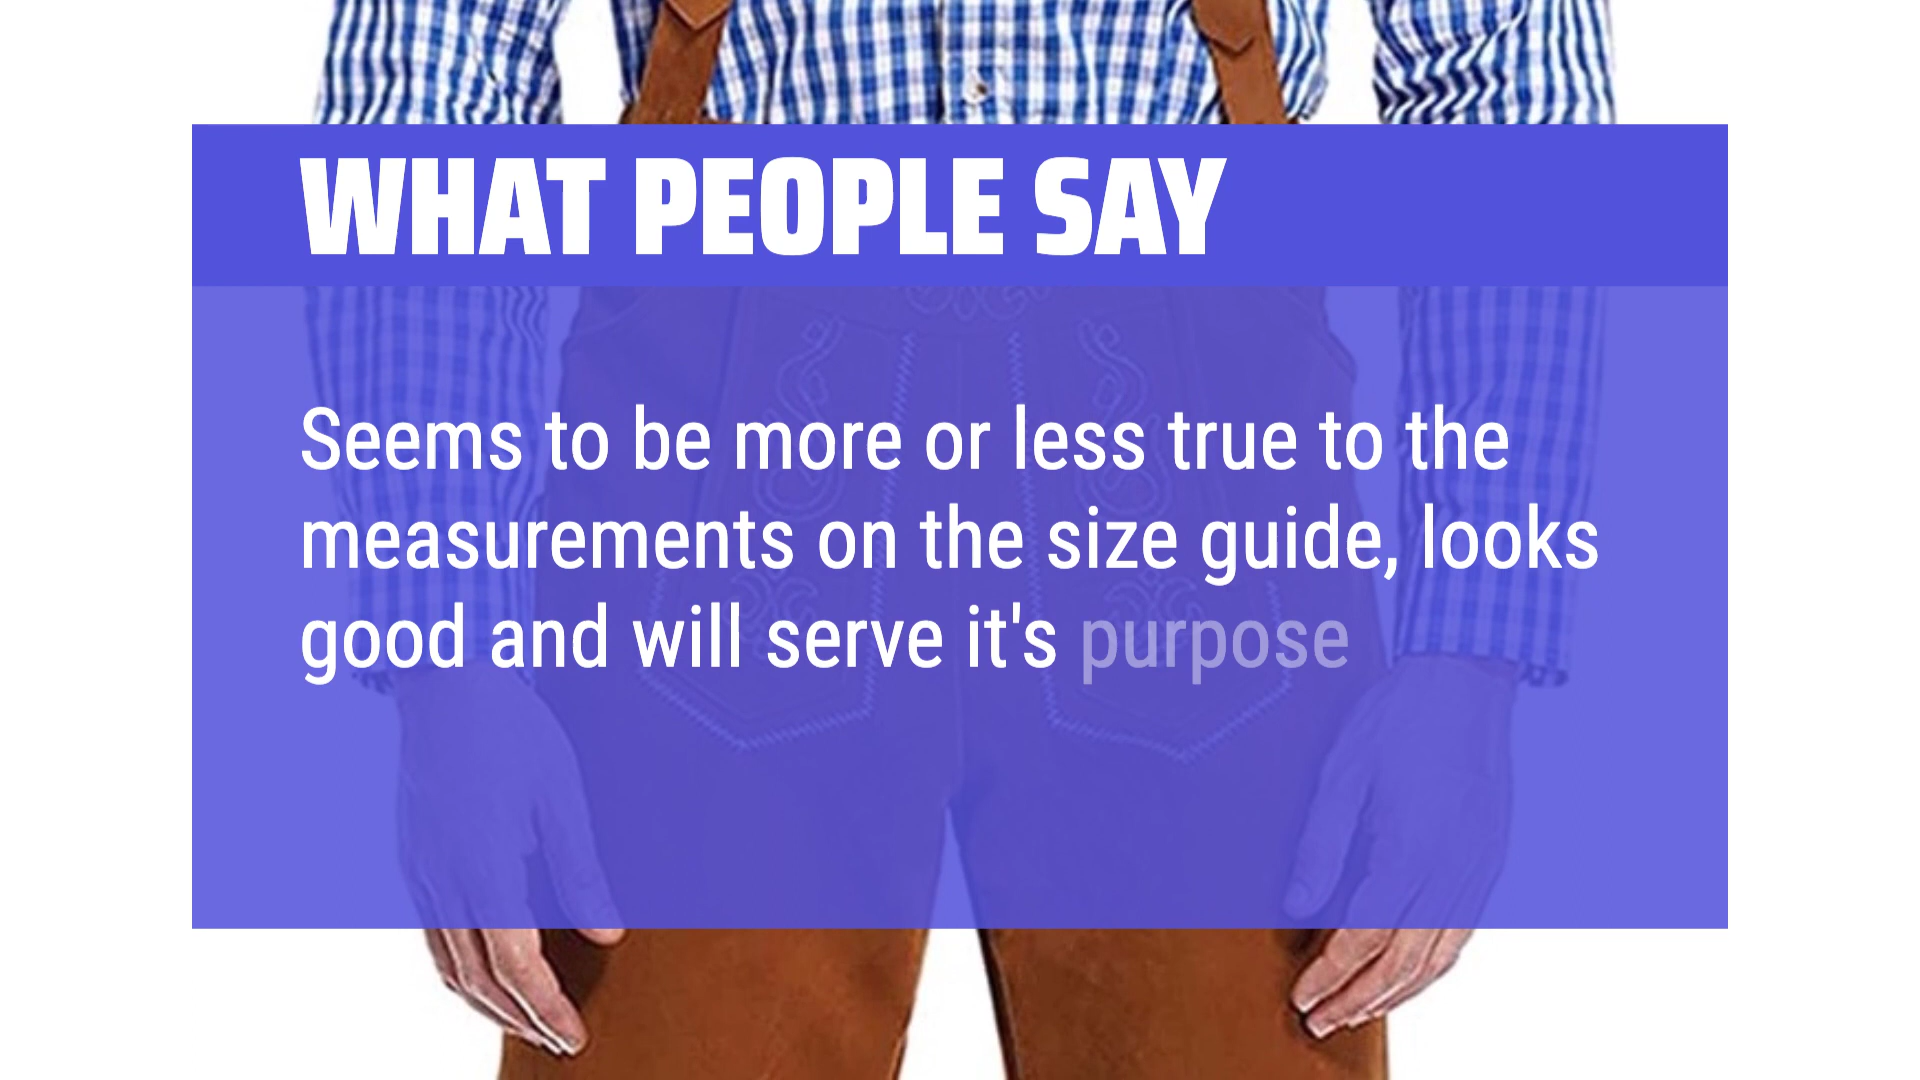 WHAT PEOPLE SAY
Seems to be more or less true to the
measurements on the size guide, looks
good and will serve it's purpose